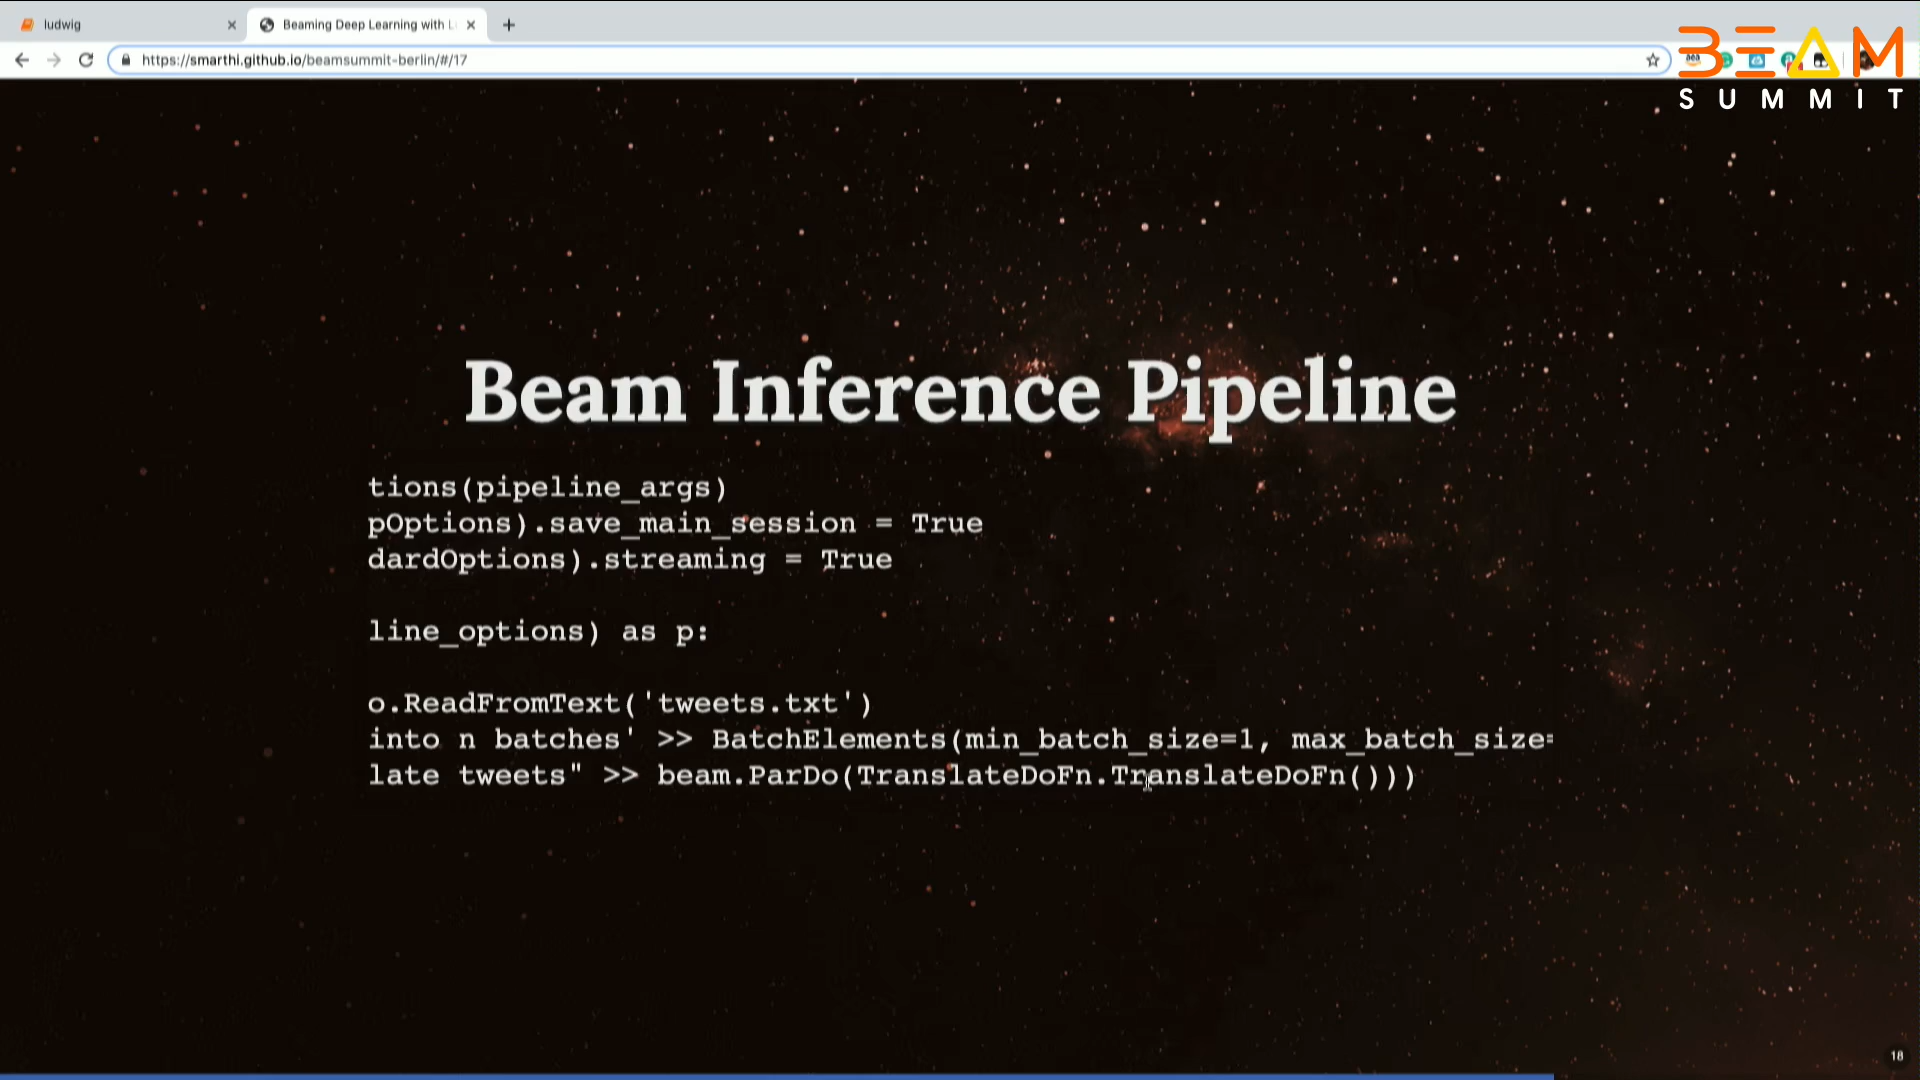 ludwig
Beaming Deep Learning with L
https://smarthi.github.io/beamsummit-berlin/#/17
BEAM
SUMMIT
Beam Inference Pipeline
tions(pipeline_args)
pOptions).save_main_session = True
dardOptions).streaming = True
line_options) as p:
o.ReadFromText('tweets.txt')
into n batches' >> BatchElements(min_batch_size=1, max_batch_size=
late tweets" >> beam.ParDo(TranslateDoFn.TranslateDoFn()))
18